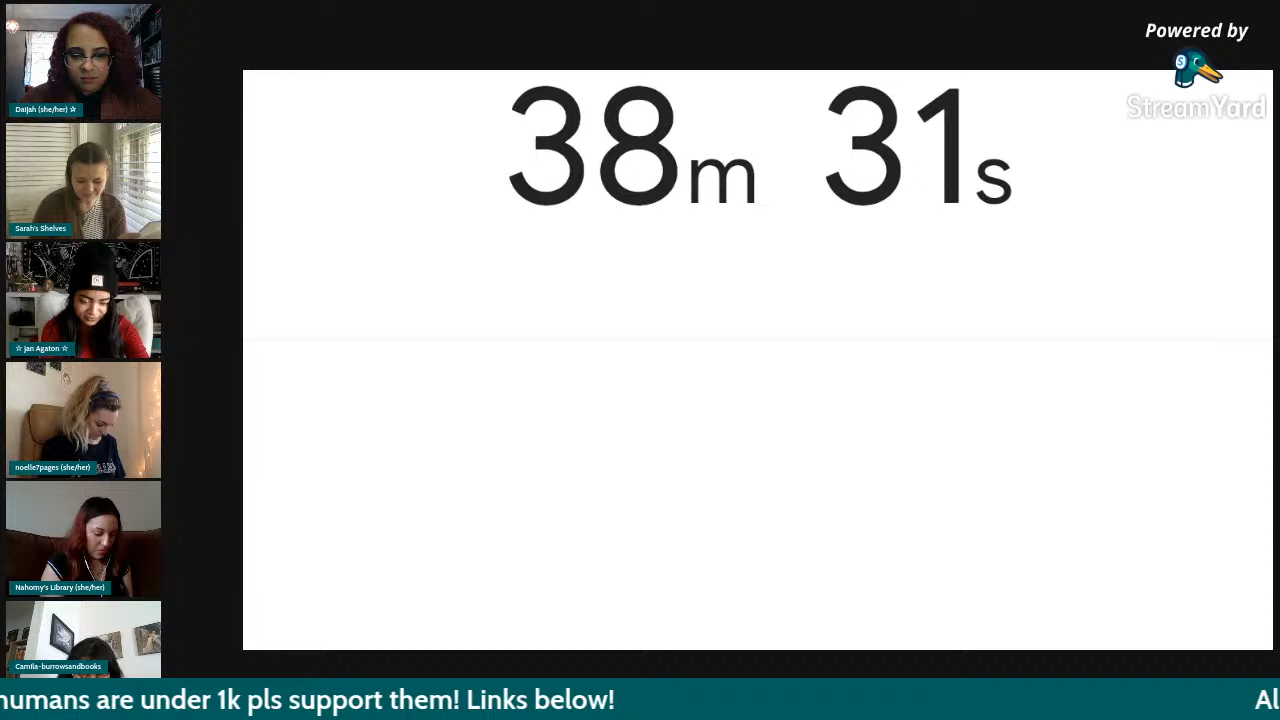 Powered by
StreamYard
38m 31s
Daijah (she/her) ☆
Sarah's Shelves
☆ Jan Agaton ☆
noelle7pages (she/her)
Nahomy's Library (she/her)
Camila-burrowsandbooks
humans are under 1k pls support them! Links below!
Al